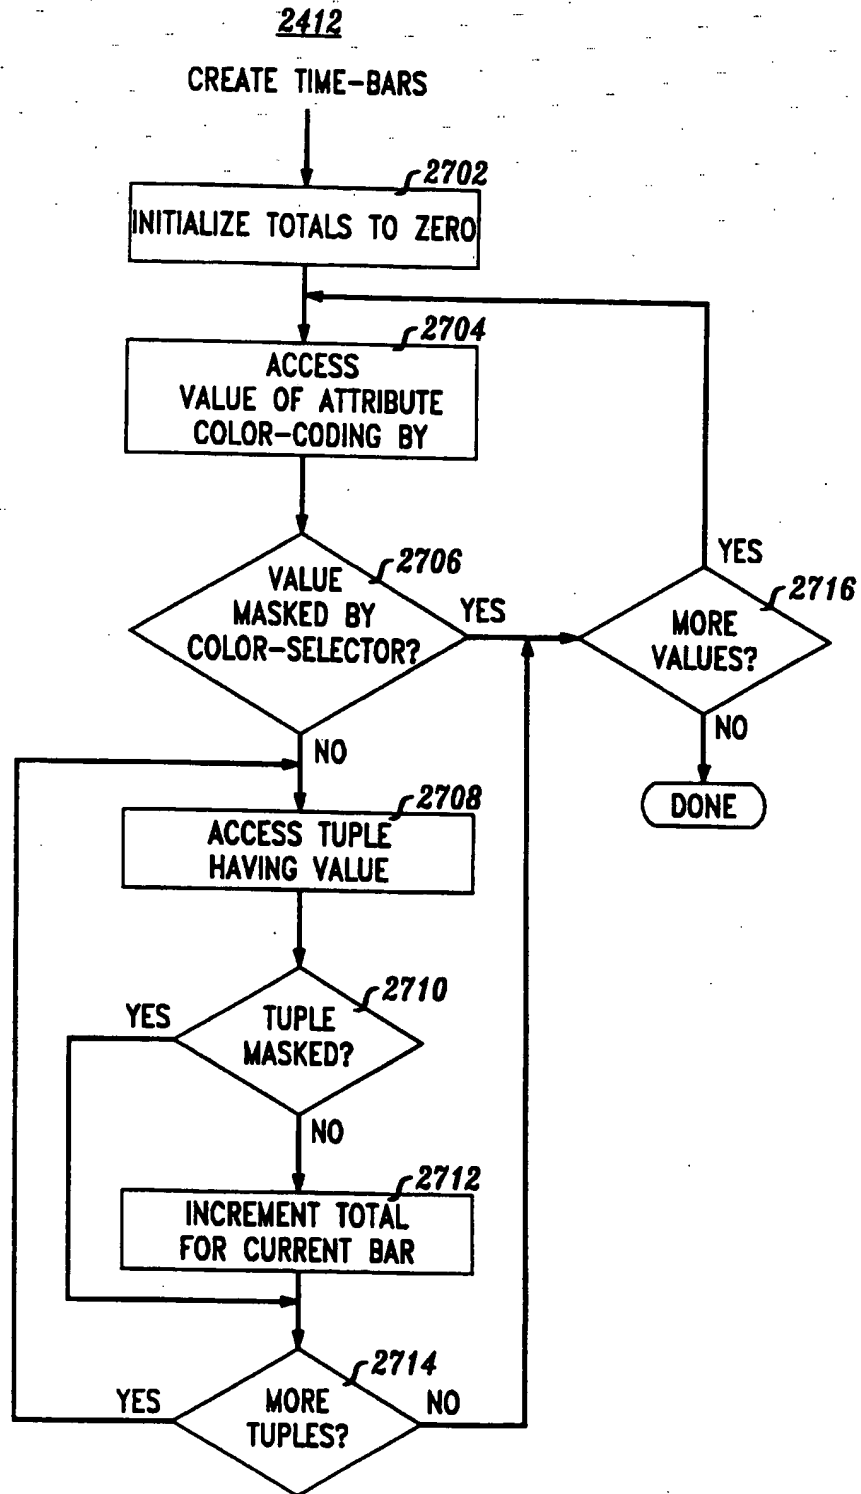 2412
CREATE TIME-BARS
2702
INITIALIZE TOTALS TO ZERO
2704
ACCESS
VALUE OF ATTRIBUTE
COLOR-CODING BY
2706
VALUE
MASKED BY
COLOR-SELECTOR?
YES
NO
2716
MORE
VALUES?
YES
NO
DONE
2708
ACCESS TUPLE
HAVING VALUE
2710
TUPLE
MASKED?
YES
NO
2712
INCREMENT TOTAL
FOR CURRENT BAR
2714
MORE
TUPLES?
YES
NO